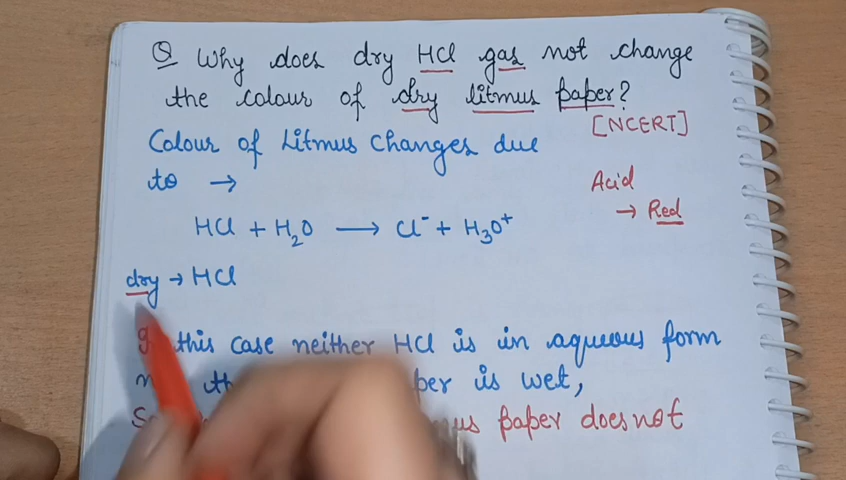 Q Why does dry HCl gas not change
the colour of dry litmus paper?
[NCERT]
Colour of Litmus Changes due
to →
Acid
→ Red
HCl + H₂O ⟶ Cl⁻ + H₃O⁺
dry → HCl
this case neither HCl is in aqueous form
is wet,
paper does not